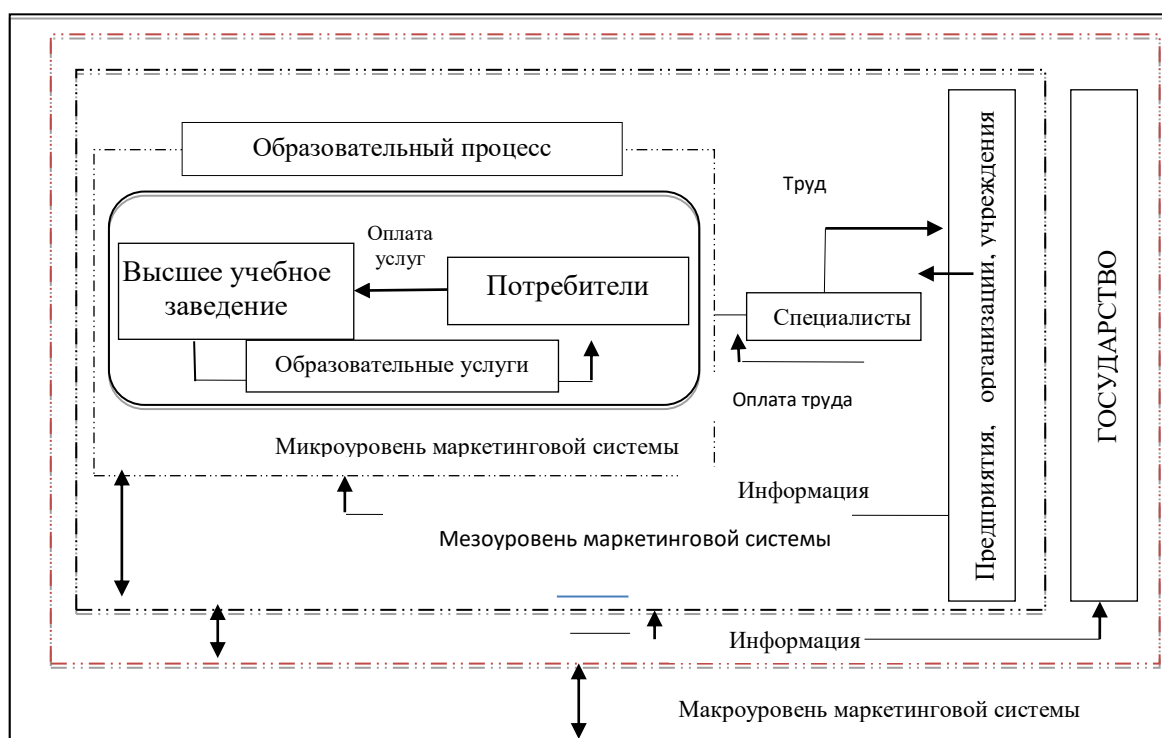 Образовательный процесс
Труд
Оплата
услуг
Высшее учебное
заведение
Потребители
Специалисты
Образовательные услуги
Оплата труда
Микроуровень маркетинговой системы
Информация
Мезоуровень маркетинговой системы
Предприятия, организации, учреждения
ГОСУДАРСТВО
Информация
Макроуровень маркетинговой системы